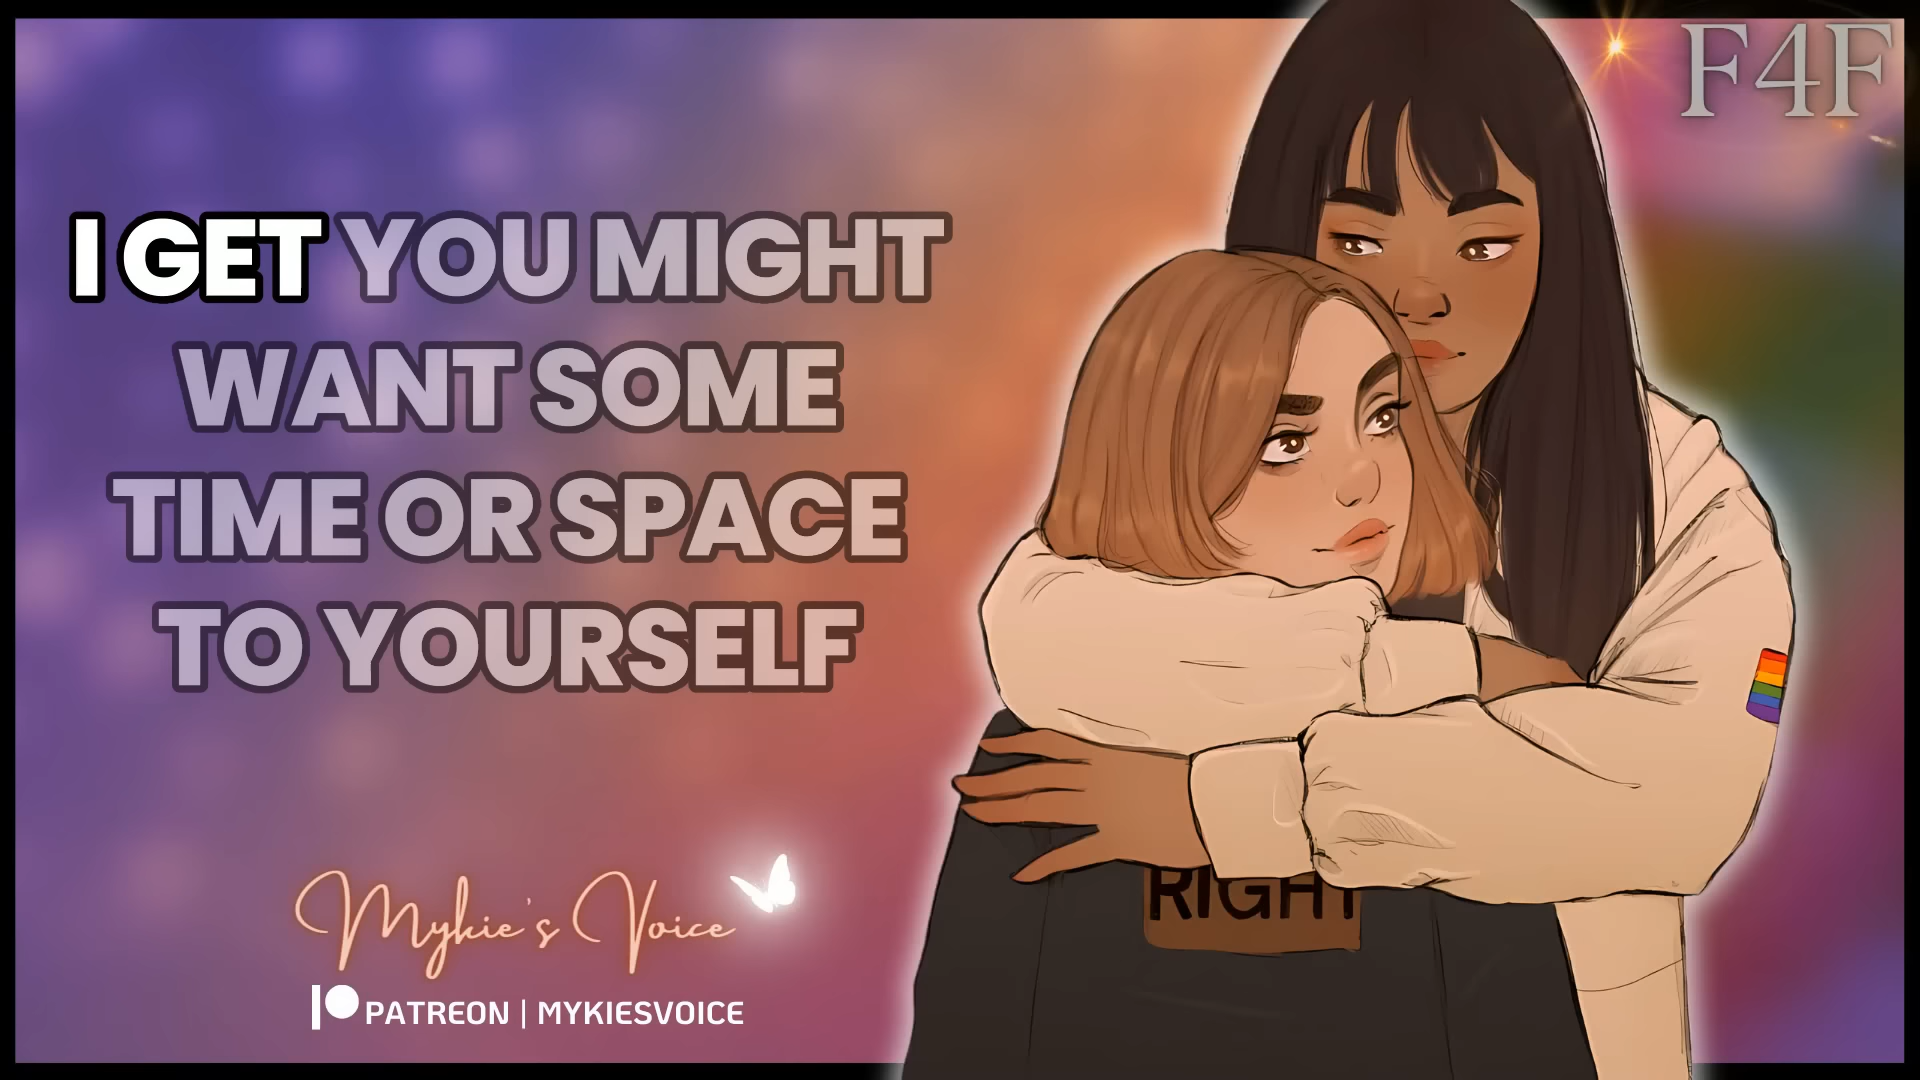 F4F
I GET YOU MIGHT
WANT SOME
TIME OR SPACE
TO YOURSELF
RIGHT
Mykie's Voice
PATREON | MYKIESVOICE